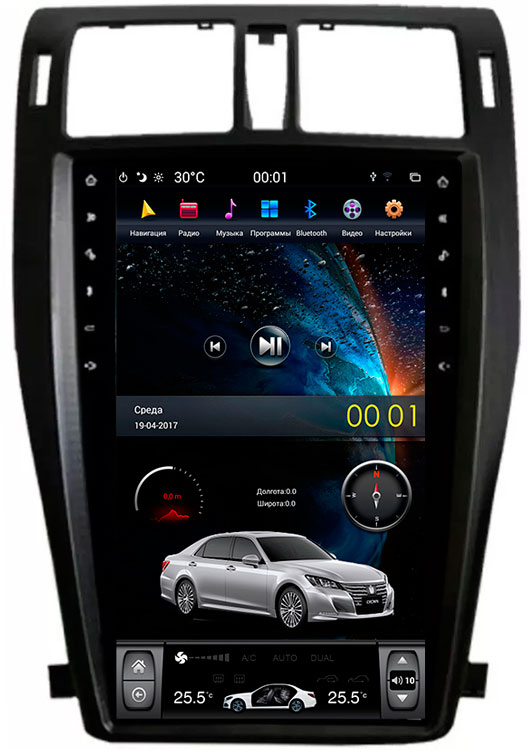 30°C 00:01
Навигация Радио Музыка Программы Bluetooth Видео Настройки
Среда
19-04-2017
00 01
0,0 m
Долгота:0.0
Широта:0.0
N
S
CROWN
A/C AUTO DUAL
25.5°c 25.5°c
10